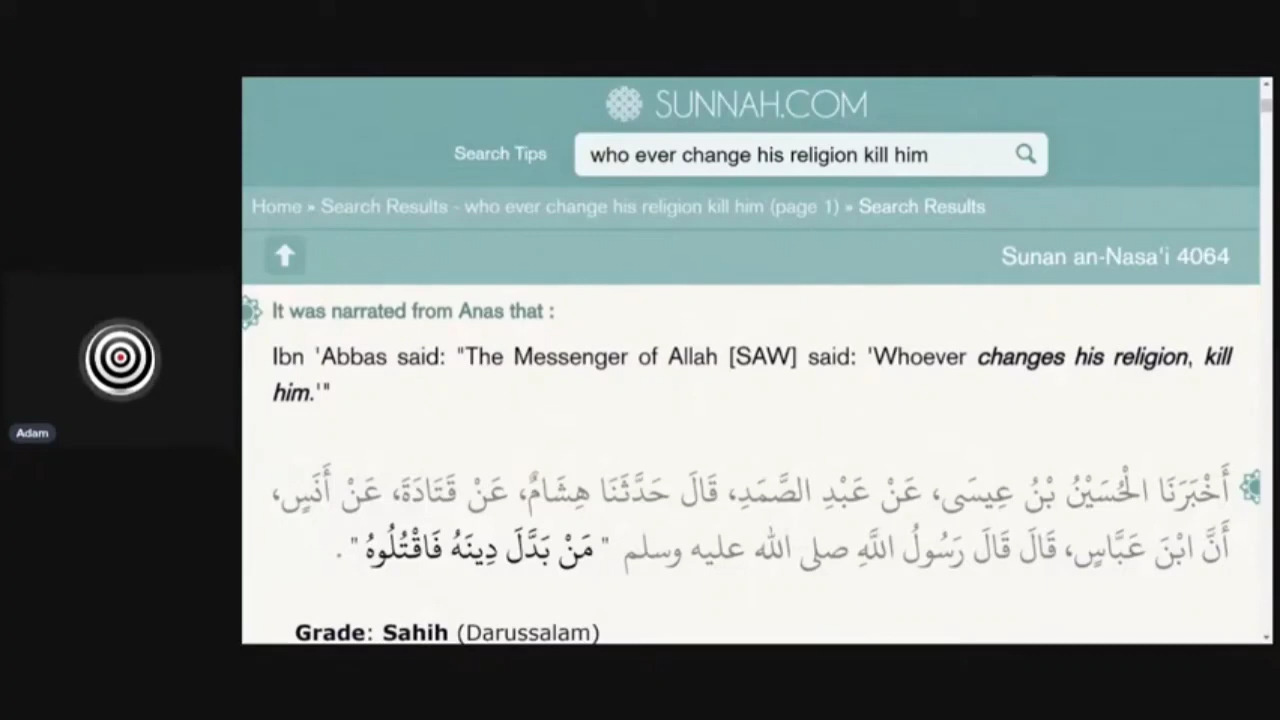 SUNNAH.COM
Search Tips
who ever change his religion kill him
Home » Search Results - who ever change his religion kill him (page 1) » Search Results
Sunan an-Nasa'i 4064
It was narrated from Anas that :
Ibn 'Abbas said: "The Messenger of Allah [SAW] said: 'Whoever changes his religion, kill
him.'"
أَخْبَرَنَا الْحُسَيْنُ بْنُ عِيسَى، عَنْ عَبْدِ الصَّمَدِ، قَالَ حَدَّثَنَا هِشَامٌ، عَنْ قَتَادَةَ، عَنْ أَنَسٍ،
أَنَّ ابْنَ عَبَّاسٍ، قَالَ قَالَ رَسُولُ اللَّهِ صلى الله عليه وسلم " مَنْ بَدَّلَ دِينَهُ فَاقْتُلُوهُ " .
Grade: Sahih (Darussalam)
Adam